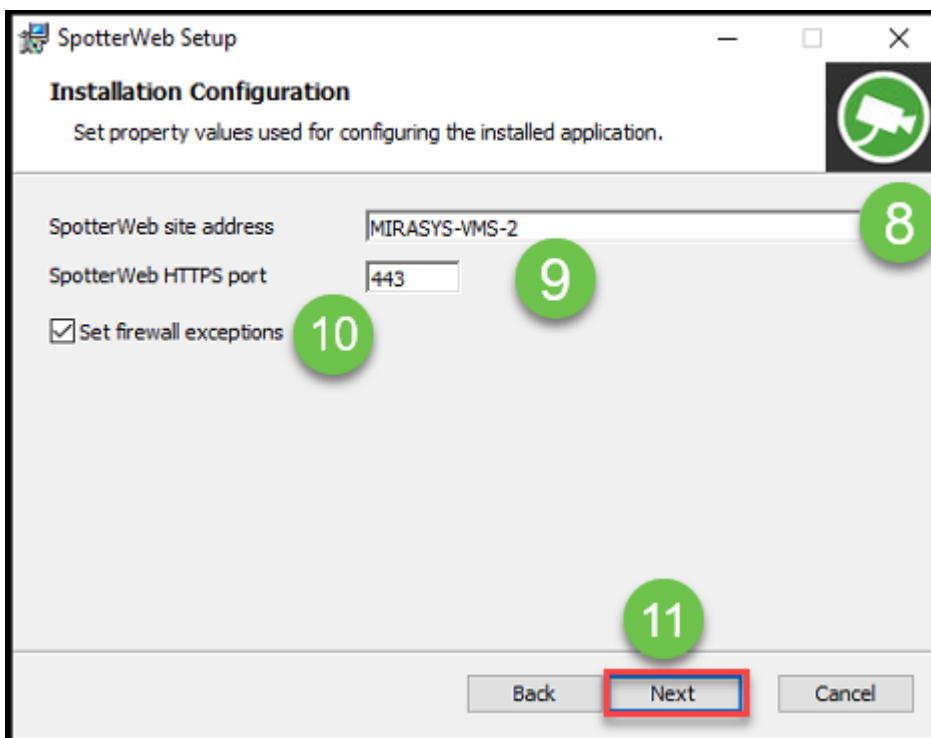 SpotterWeb Setup
Installation Configuration
Set property values used for configuring the installed application.
SpotterWeb site address MIRASYS-VMS-2 8
SpotterWeb HTTPS port 443 9
Set firewall exceptions 10
11
Back Next Cancel